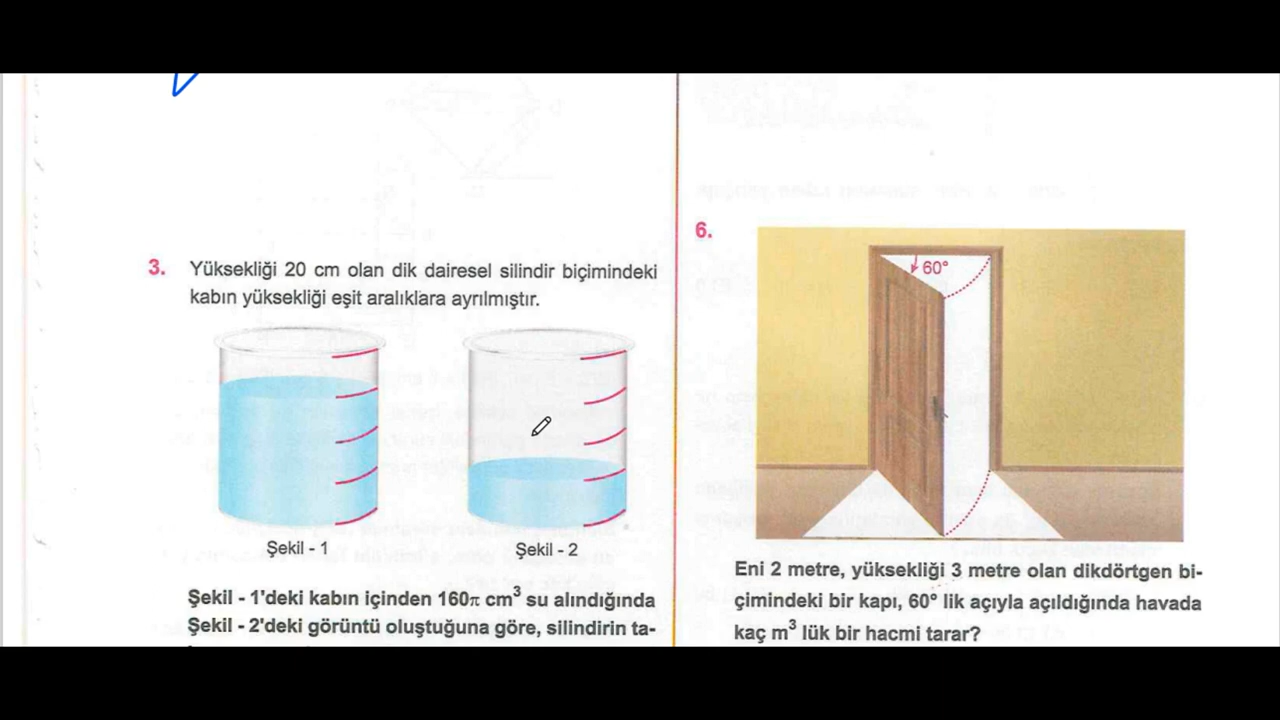 3. Yüksekliği 20 cm olan dik dairesel silindir biçimindeki
kabın yüksekliği eşit aralıklara ayrılmıştır.
Şekil - 1
Şekil - 2
Şekil - 1'deki kabın içinden 160π cm³ su alındığında
Şekil - 2'deki görüntü oluştuğuna göre, silindirin ta-
6.
60°
Eni 2 metre, yüksekliği 3 metre olan dikdörtgen bi-
çimindeki bir kapı, 60° lik açıyla açıldığında havada
kaç m³ lük bir hacmi tarar?